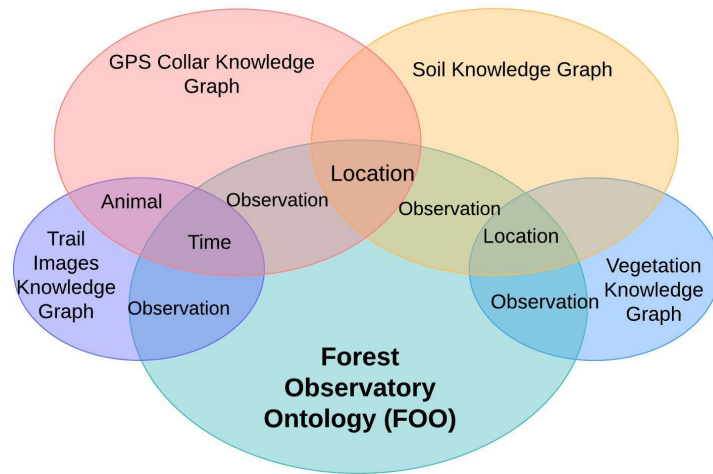 GPS Collar Knowledge
Graph
Soil Knowledge Graph
Location
Animal
Observation
Observation
Time
Location
Trail
Images
Knowledge
Graph
Vegetation
Knowledge
Graph
Observation
Observation
Forest
Observatory
Ontology (FOO)